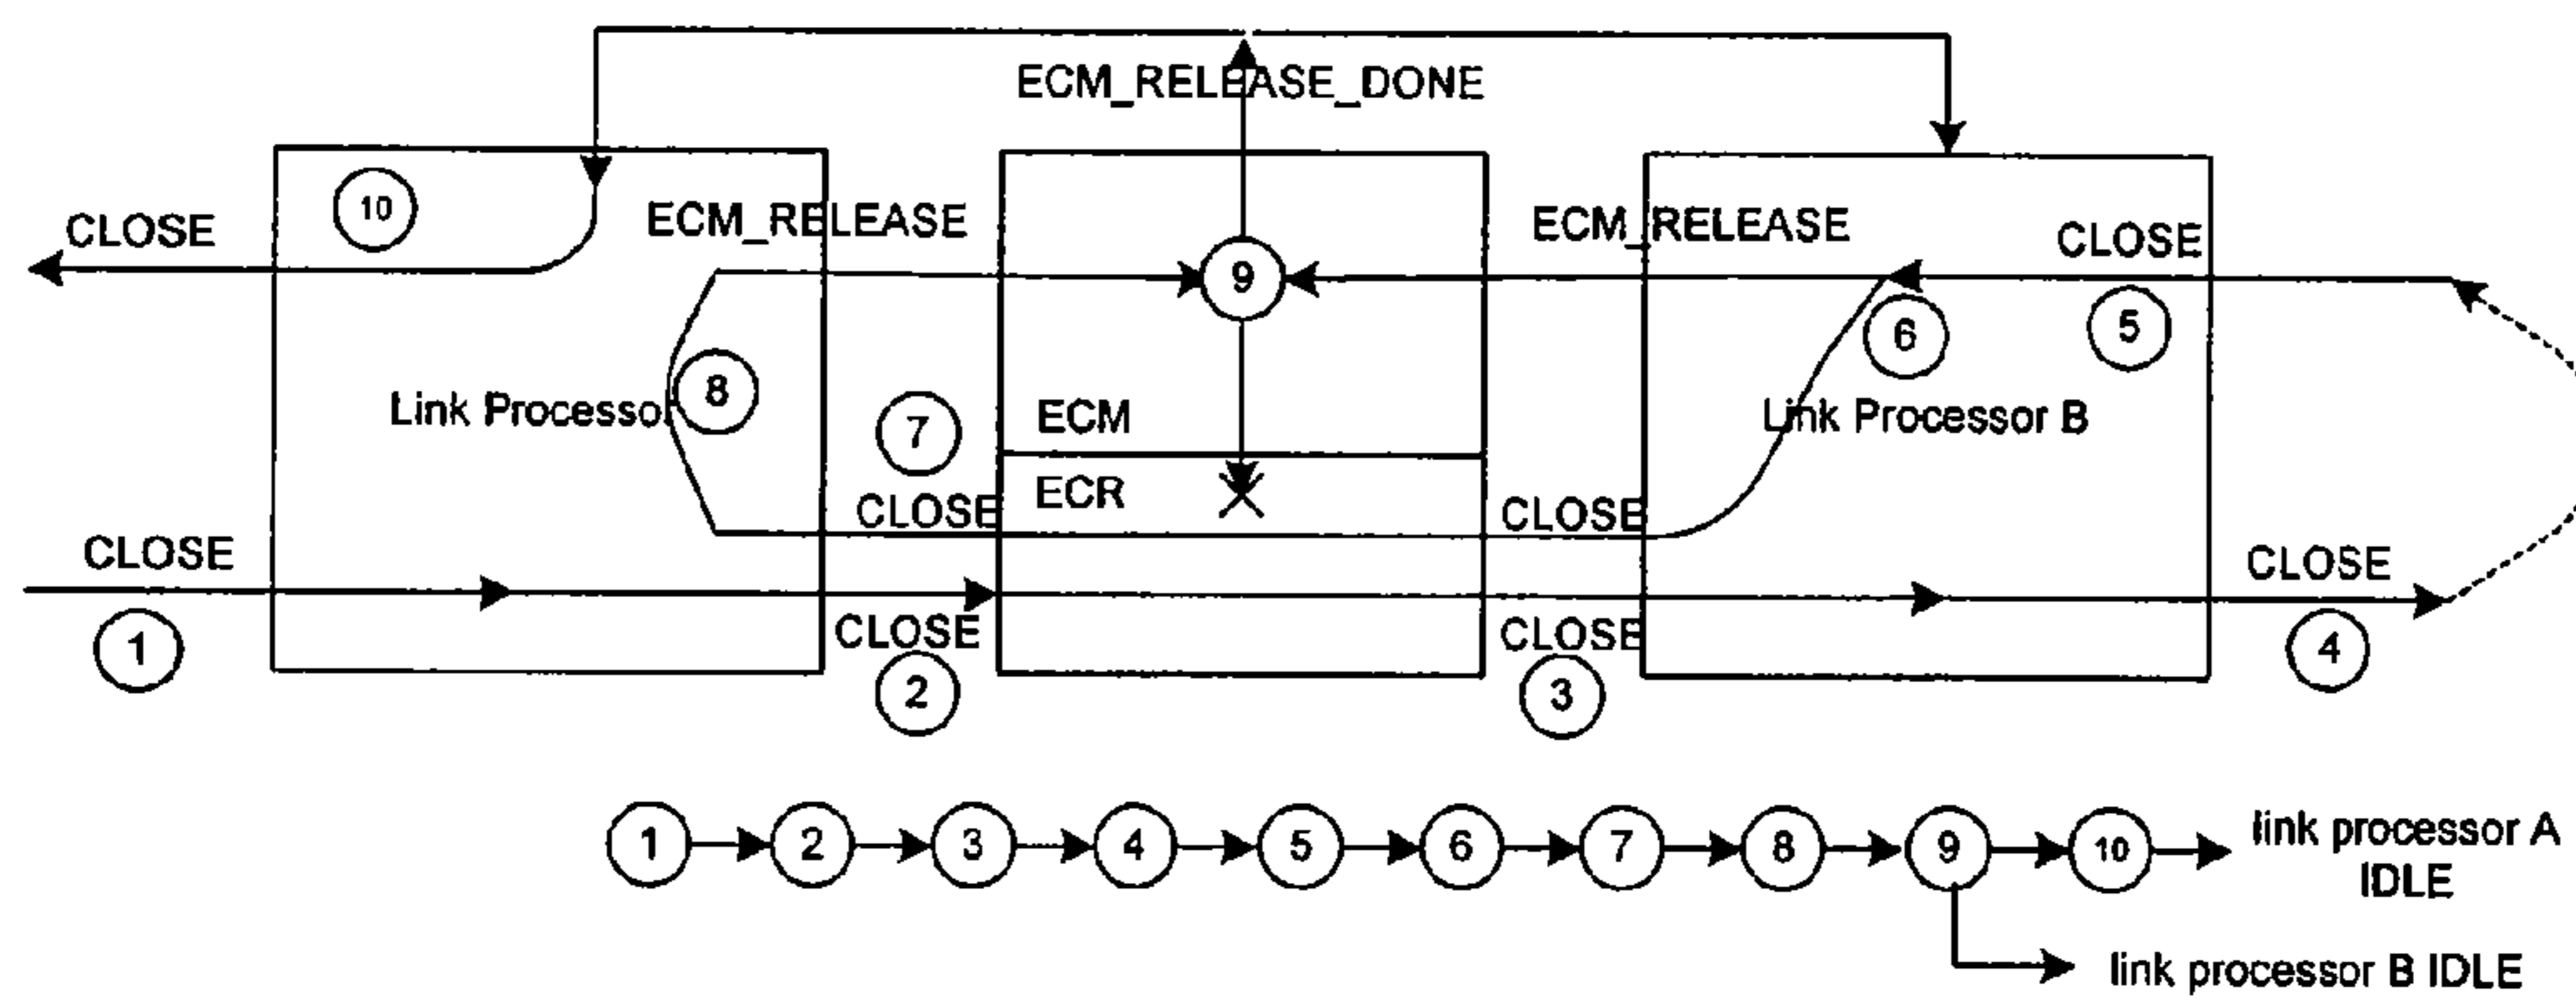 ECM_RELEASE_DONE
10
CLOSE
ECM_RELEASE
9
ECM_RELEASE
CLOSE
6
5
8
Link Processor
7
ECM
Link Processor B
ECR
CLOSE
CLOSE
CLOSE
CLOSE
1
CLOSE
2
CLOSE
3
4
1 2 3 4 5 6 7 8 9 10
link processor A
IDLE
link processor B IDLE